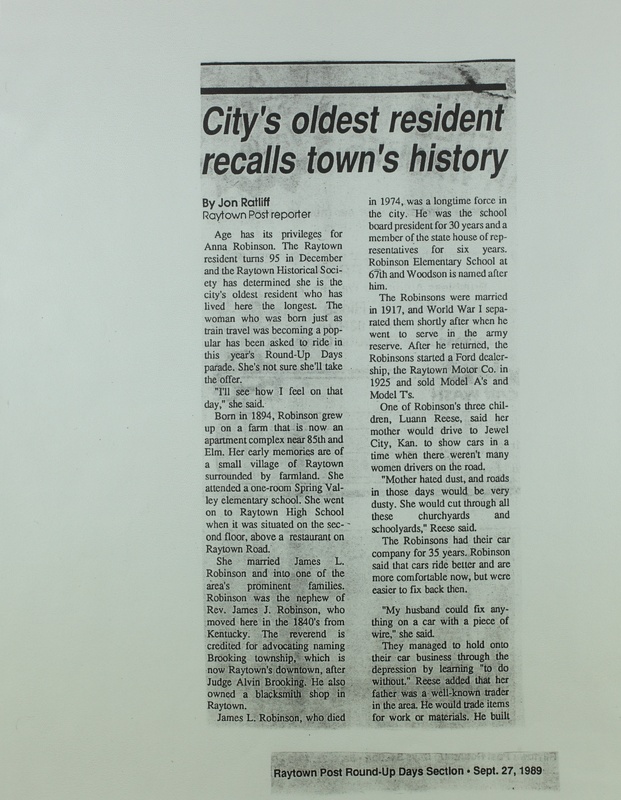 City's oldest resident
recalls town's history
By Jon Ratliff
Raytown Post reporter
Age has its privileges for
Anna Robinson. The Raytown
resident turns 95 in December
and the Raytown Historical Soci-
ety has determined she is the
city's oldest resident who has
lived here the longest. The
woman who was born just as
train travel was becoming a pop-
ular has been asked to ride in
this year's Round-Up Days
parade. She's not sure she'll take
the offer.
"I'll see how I feel on that
day," she said.
Born in 1894, Robinson grew
up on a farm that is now an
apartment complex near 85th and
Elm. Her early memories are of
a small village of Raytown
surrounded by farmland. She
attended a one-room Spring Val-
ley elementary school. She went
on to Raytown High School
when it was situated on the sec-
ond floor, above a restaurant on
Raytown Road.
She married James L.
Robinson and into one of the
area's prominent families.
Robinson was the nephew of
Rev. James J. Robinson, who
moved here in the 1840's from
Kentucky. The reverend is
credited for advocating naming
Brooking township, which is
now Raytown's downtown, after
Judge Alvin Brooking. He also
owned a blacksmith shop in
Raytown.
James L. Robinson, who died
in 1974, was a longtime force in
the city. He was the school
board president for 30 years and a
member of the state house of rep-
resentatives for six years.
Robinson Elementary School at
67th and Woodson is named after
him.
The Robinsons were married
in 1917, and World War I sepa-
rated them shortly after when he
went to serve in the army
reserve. After he returned, the
Robinsons started a Ford dealer-
ship, the Raytown Motor Co. in
1925 and sold Model A's and
Model T's.
One of Robinson's three chil-
dren, Luann Reese, said her
mother would drive to Jewel
City, Kan. to show cars in a
time when there weren't many
women drivers on the road.
"Mother hated dust, and roads
in those days would be very
dusty. She would cut through all
these churchyards and
schoolyards," Reese said.
The Robinsons had their car
company for 35 years. Robinson
said that cars ride better and are
more comfortable now, but were
easier to fix back then.
"My husband could fix any-
thing on a car with a piece of
wire," she said.
They managed to hold onto
their car business through the
depression by learning "to do
without." Reese added that her
father was a well-known trader
in the area. He would trade items
for work or materials. He built
Raytown Post Round-Up Days Section • Sept. 27, 1989